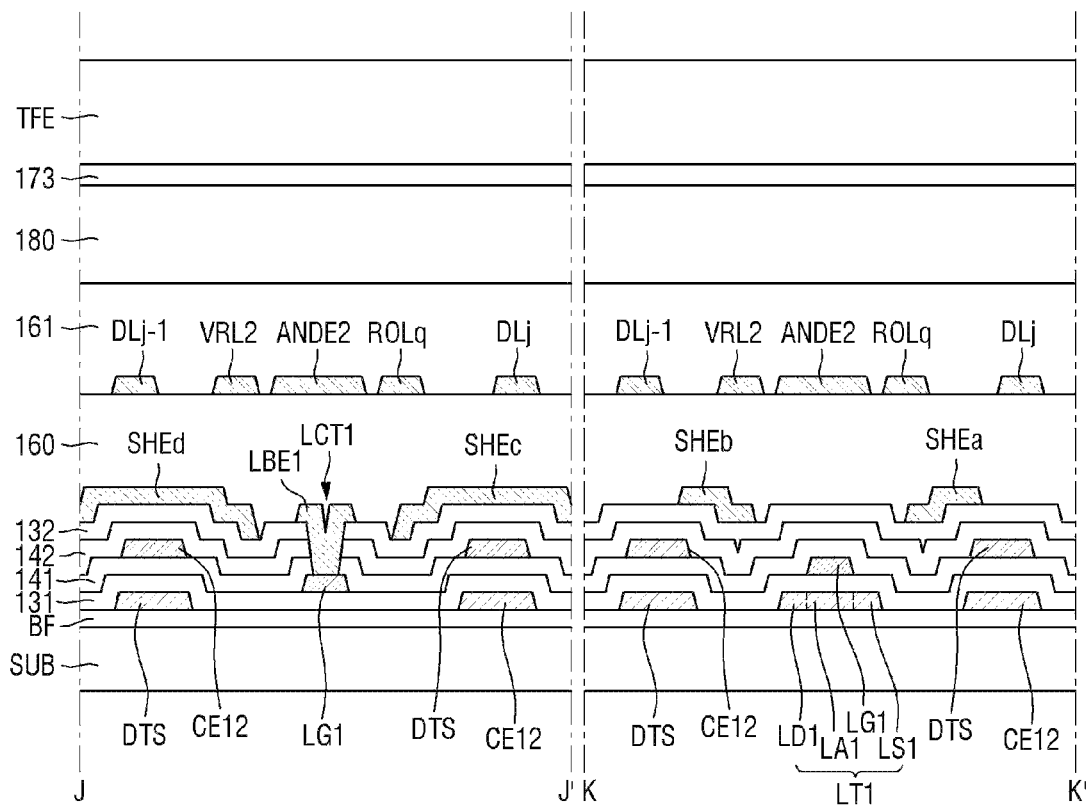 TFE
173
180
161
DLj-1 VRL2 ANDE2 ROLq DLj
DLj-1 VRL2 ANDE2 ROLq DLj
160
SHEd LBE1 LCT1 SHEc
SHEb SHEa
132
142
141
131
BF
SUB
DTS CE12 LG1 DTS CE12
DTS CE12 LD1 LA1 LG1 LS1 DTS CE12
LT1
J J' K K'